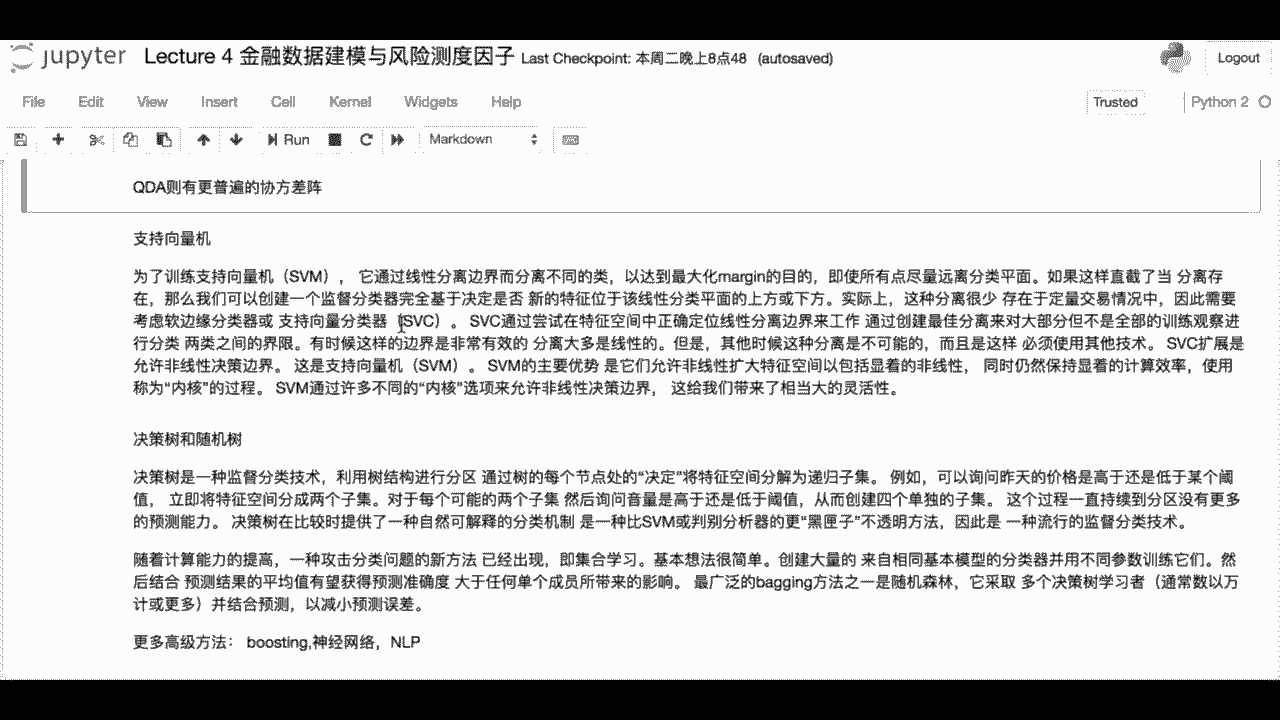 jupyter Lecture 4 金融数据建模与风险测度因子 Last Checkpoint: 本周二晚上8点48 (autosaved) Logout
File Edit View Insert Cell Kernel Widgets Help Trusted Python 2
Run Markdown
QDA则有更普遍的协方差阵
支持向量机
为了训练支持向量机（SVM）， 它通过线性分离边界而分离不同的类，以达到最大化margin的目的，即使所有点尽量远离分类平面。如果这样直截了当 分离存
在，那么我们可以创建一个监督分类器完全基于决定是否 新的特征位于该线性分类平面的上方或下方。实际上，这种分离很少 存在于定量交易情况中，因此需要
考虑软边缘分类器或 支持向量分类器（SVC）。 SVC通过尝试在特征空间中正确定位线性分离边界来工作 通过创建最佳分离来对大部分但不是全部的训练观察进
行分类 两类之间的界限。有时候这样的边界是非常有效的 分离大多是线性的。但是，其他时候这种分离是不可能的，而且是这样 必须使用其他技术。 SVC扩展是
允许非线性决策边界。 这是支持向量机（SVM）。 SVM的主要优势 是它们允许非线性扩大特征空间以包括显着的非线性， 同时仍然保持显着的计算效率，使用
称为“内核”的过程。 SVM通过许多不同的“内核”选项来允许非线性决策边界， 这给我们带来了相当大的灵活性。
决策树和随机树
决策树是一种监督分类技术，利用树结构进行分区 通过树的每个节点处的“决定”将特征空间分解为递归子集。 例如，可以询问昨天的价格是高于还是低于某个阈
值， 立即将特征空间分成两个子集。对于每个可能的两个子集 然后询问音量是高于还是低于阈值，从而创建四个单独的子集。 这个过程一直持续到分区没有更多
的预测能力。 决策树在比较时提供了一种自然可解释的分类机制 是一种比SVM或判别分析器的更“黑匣子”不透明方法，因此是 一种流行的监督分类技术。
随着计算能力的提高，一种攻击分类问题的新方法 已经出现，即集合学习。基本想法很简单。创建大量的 来自相同基本模型的分类器并用不同参数训练它们。然
后结合 预测结果的平均值有望获得预测准确度 大于任何单个成员所带来的影响。 最广泛的bagging方法之一是随机森林，它采取 多个决策树学习者（通常数以万
计或更多）并结合预测，以减小预测误差。
更多高级方法： boosting,神经网络，NLP